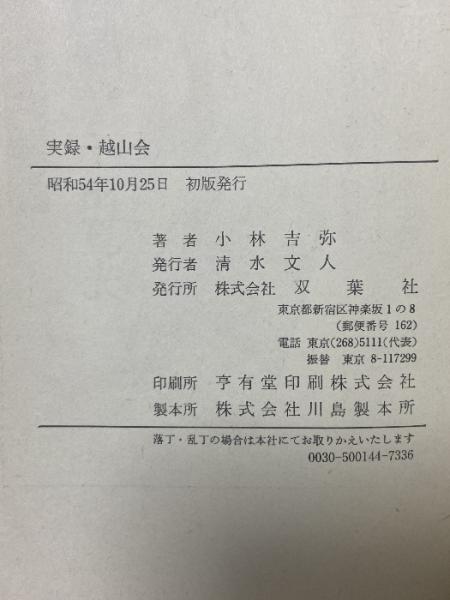 実録・越山会
昭和54年10月25日　初版発行
著者　小林吉弥
発行者　清水文人
発行所　株式会社　双葉社
東京都新宿区神楽坂1の8
(郵便番号 162)
電話 東京(268)5111(代表)
振替　東京 8-117299
印刷所　亨有堂印刷株式会社
製本所　株式会社川島製本所
落丁・乱丁の場合は本社にてお取りかえいたします
0030-500144-7336